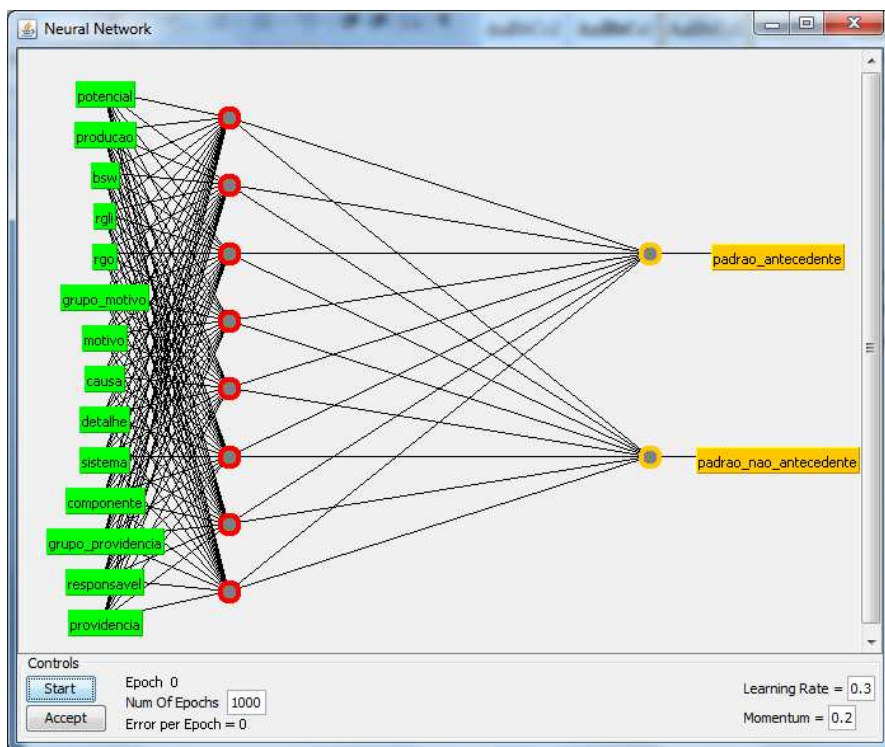 Neural Network
potencial
producao
bsw
rgli
rgo
grupo_motivo
motivo
causa
detalhe
sistema
componente
grupo_providencia
responsavel
providencia
padrao_antecedente
padrao_nao_antecedente
Controls
Start
Accept
Epoch 0
Num Of Epochs 1000
Error per Epoch = 0
Learning Rate = 0.3
Momentum = 0.2